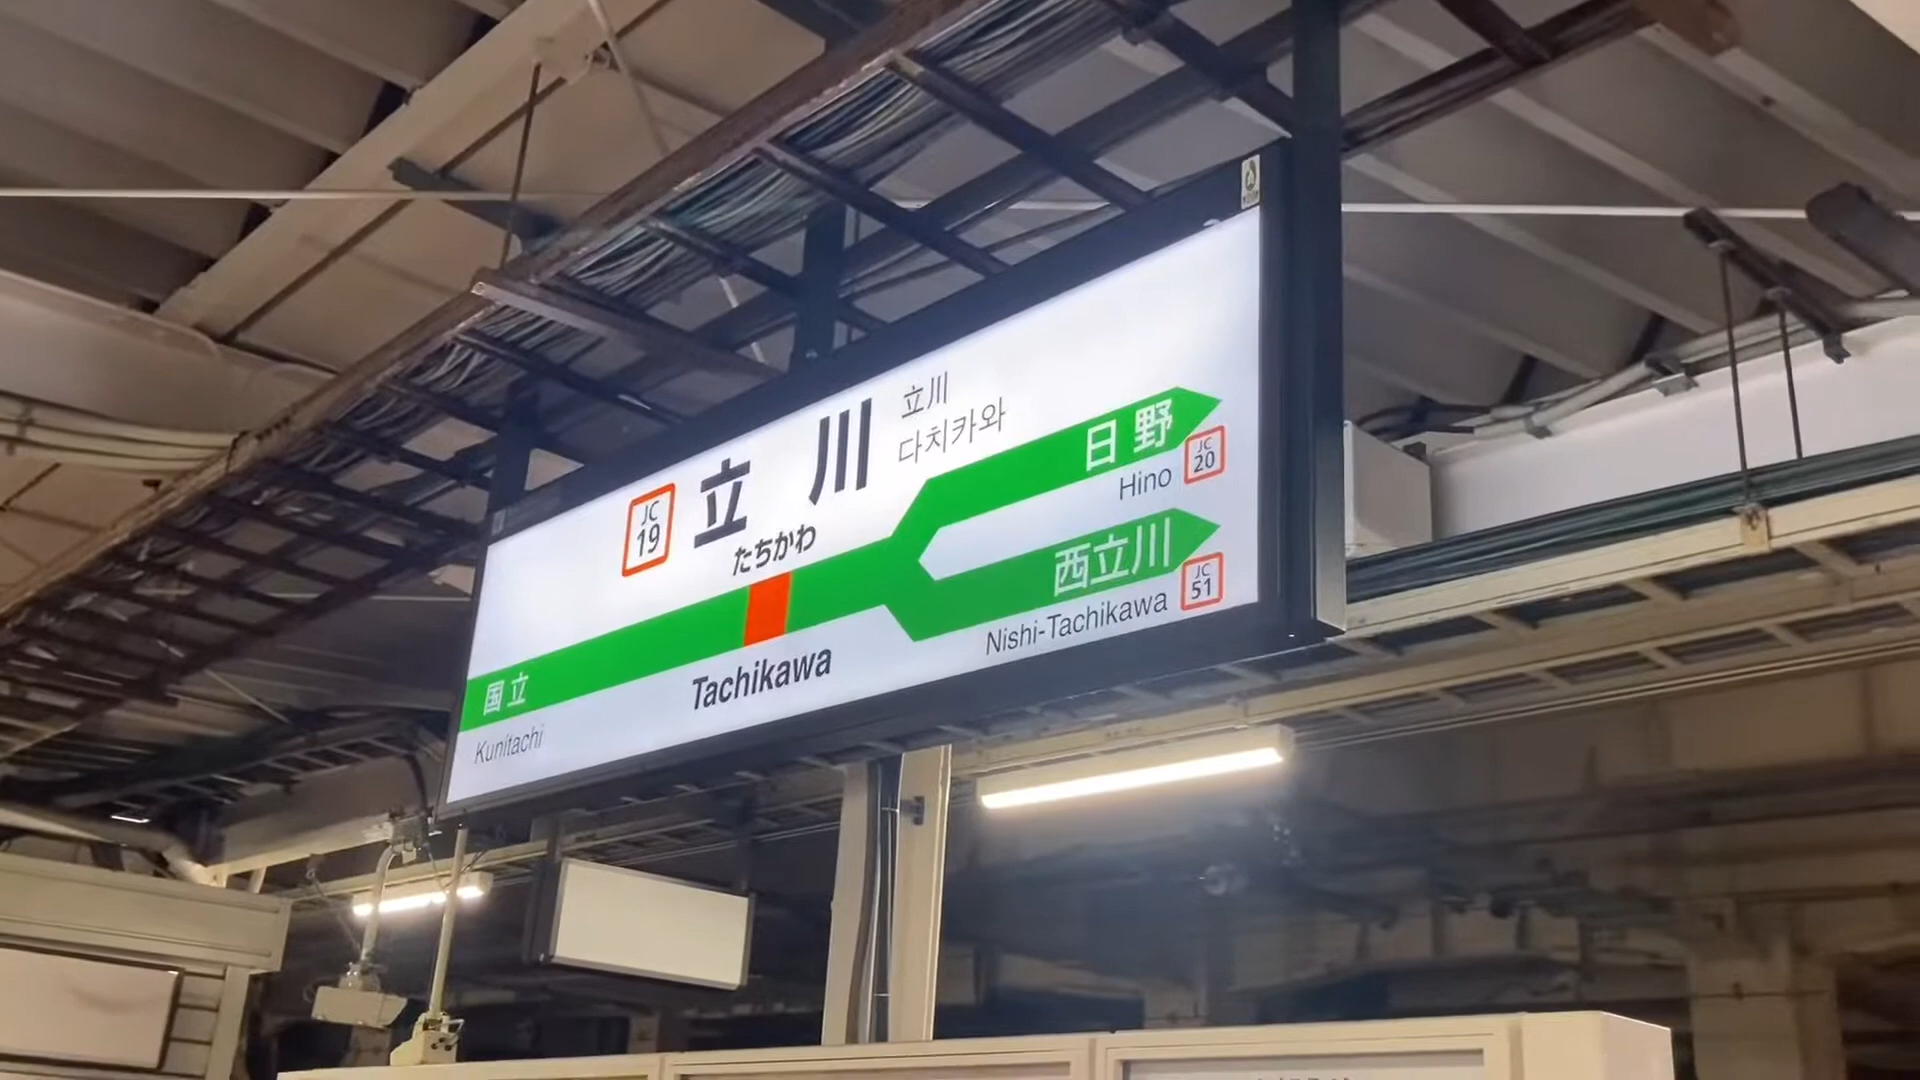 JC
19
立川
立川
다치카와
たちかわ
日野
Hino
JC
20
西立川
Nishi-Tachikawa
JC
51
国立
Kunitachi
Tachikawa